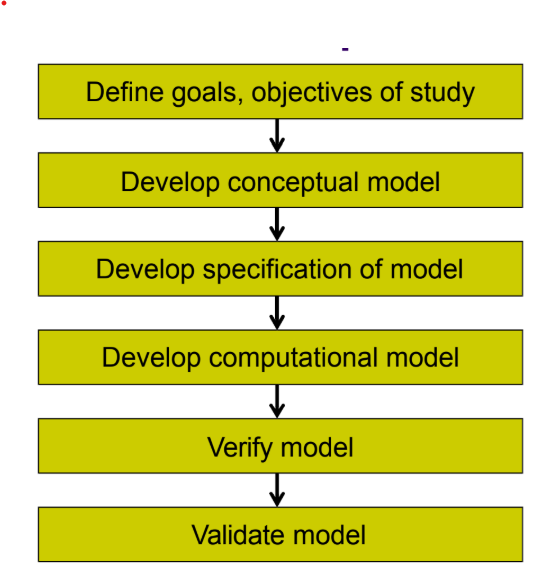 Define goals, objectives of study
Develop conceptual model
Develop specification of model
Develop computational model
Verify model
Validate model